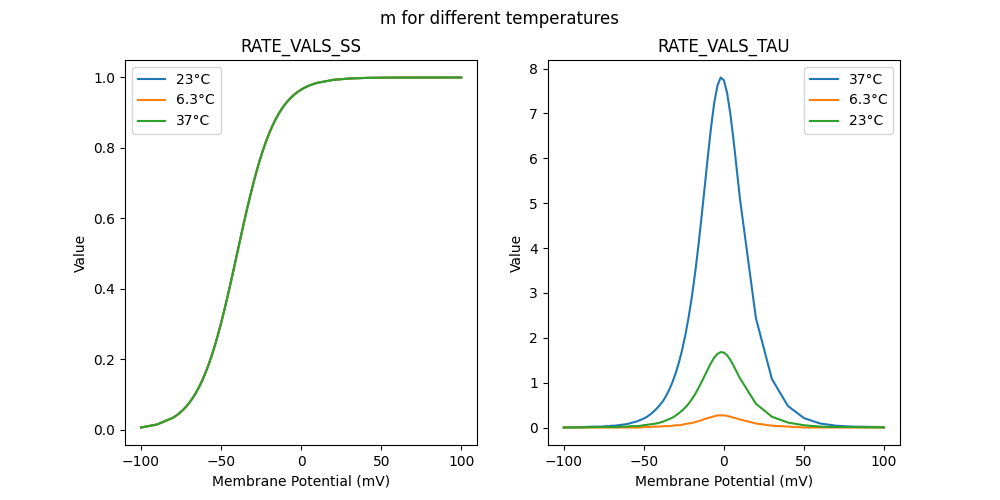 m for different temperatures
RATE_VALS_SS
23°C
6.3°C
37°C
1.0
0.8
0.6
0.4
0.2
0.0
Value
−100
−50
0
50
100
Membrane Potential (mV)
RATE_VALS_TAU
37°C
6.3°C
23°C
8
7
6
5
4
3
2
1
0
Value
−100
−50
0
50
100
Membrane Potential (mV)